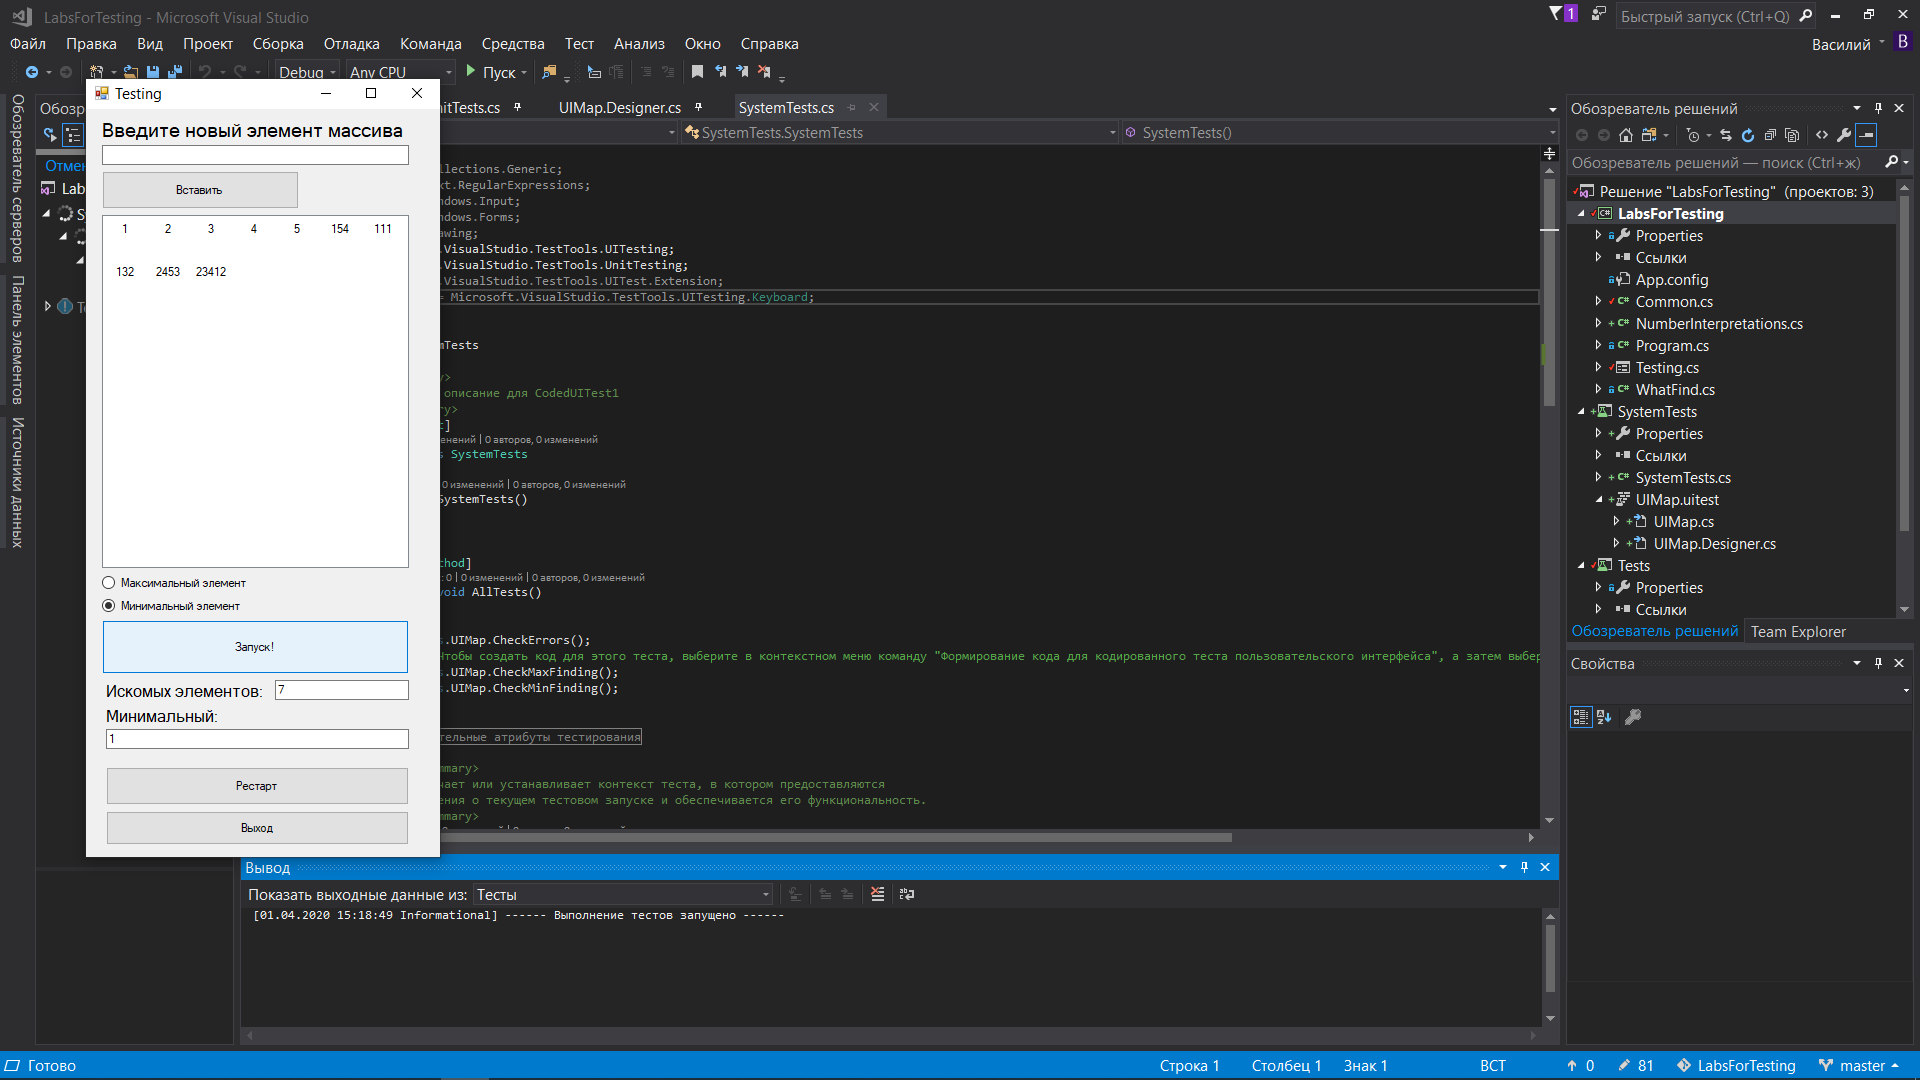 LabsForTesting - Microsoft Visual Studio
1
Быстрый запуск (Ctrl+Q)
Файл Правка Вид Проект Сборка Отладка Команда Средства Тест Анализ Окно Справка
Василий B
Debug Any CPU Пуск
Обозреватель серверов
Панель элементов
Источники данных
Testing
Введите новый элемент массива
Вставить
1 2 3 4 5 154 111
132 2453 23412
Максимальный элемент
Минимальный элемент
Запуск!
Искомых элементов: 7
Минимальный:
1
Рестарт
Выход
Обоз
Отмен
Lab
nitTests.cs UIMap.Designer.cs SystemTests.cs
SystemTests.SystemTests SystemTests()
llections.Generic;
xt.RegularExpressions;
ndows.Input;
ndows.Forms;
awing;
.VisualStudio.TestTools.UITesting;
.VisualStudio.TestTools.UnitTesting;
.VisualStudio.TestTools.UITest.Extension;
= Microsoft.VisualStudio.TestTools.UITesting.Keyboard;
mTests
y>
описание для CodedUITest1
ry>
t]
енений | 0 авторов, 0 изменений
s SystemTests
0 изменений | 0 авторов, 0 изменений
SystemTests()
thod]
: 0 | 0 изменений | 0 авторов, 0 изменений
void AllTests()
s.UIMap.CheckErrors();
Чтобы создать код для этого теста, выберите в контекстном меню команду "Формирование кода для кодированного теста пользовательского интерфейса", а затем выбер
s.UIMap.CheckMaxFinding();
s.UIMap.CheckMinFinding();
тельные атрибуты тестирования
mmary>
чает или устанавливает контекст теста, в котором предоставляются
ения о текущем тестовом запуске и обеспечивается его функциональность.
mmary>
Вывод
Показать выходные данные из: Тесты
[01.04.2020 15:18:49 Informational] ------ Выполнение тестов запущено ------
Обозреватель решений
Обозреватель решений — поиск (Ctrl+ж)
Решение "LabsForTesting" (проектов: 3)
LabsForTesting
Properties
Ссылки
App.config
Common.cs
NumberInterpretations.cs
Program.cs
Testing.cs
WhatFind.cs
SystemTests
Properties
Ссылки
SystemTests.cs
UIMap.uitest
UIMap.cs
UIMap.Designer.cs
Tests
Properties
Ссылки
Обозреватель решений Team Explorer
Свойства
Готово Строка 1 Столбец 1 Знак 1 ВСТ 0 81 LabsForTesting master